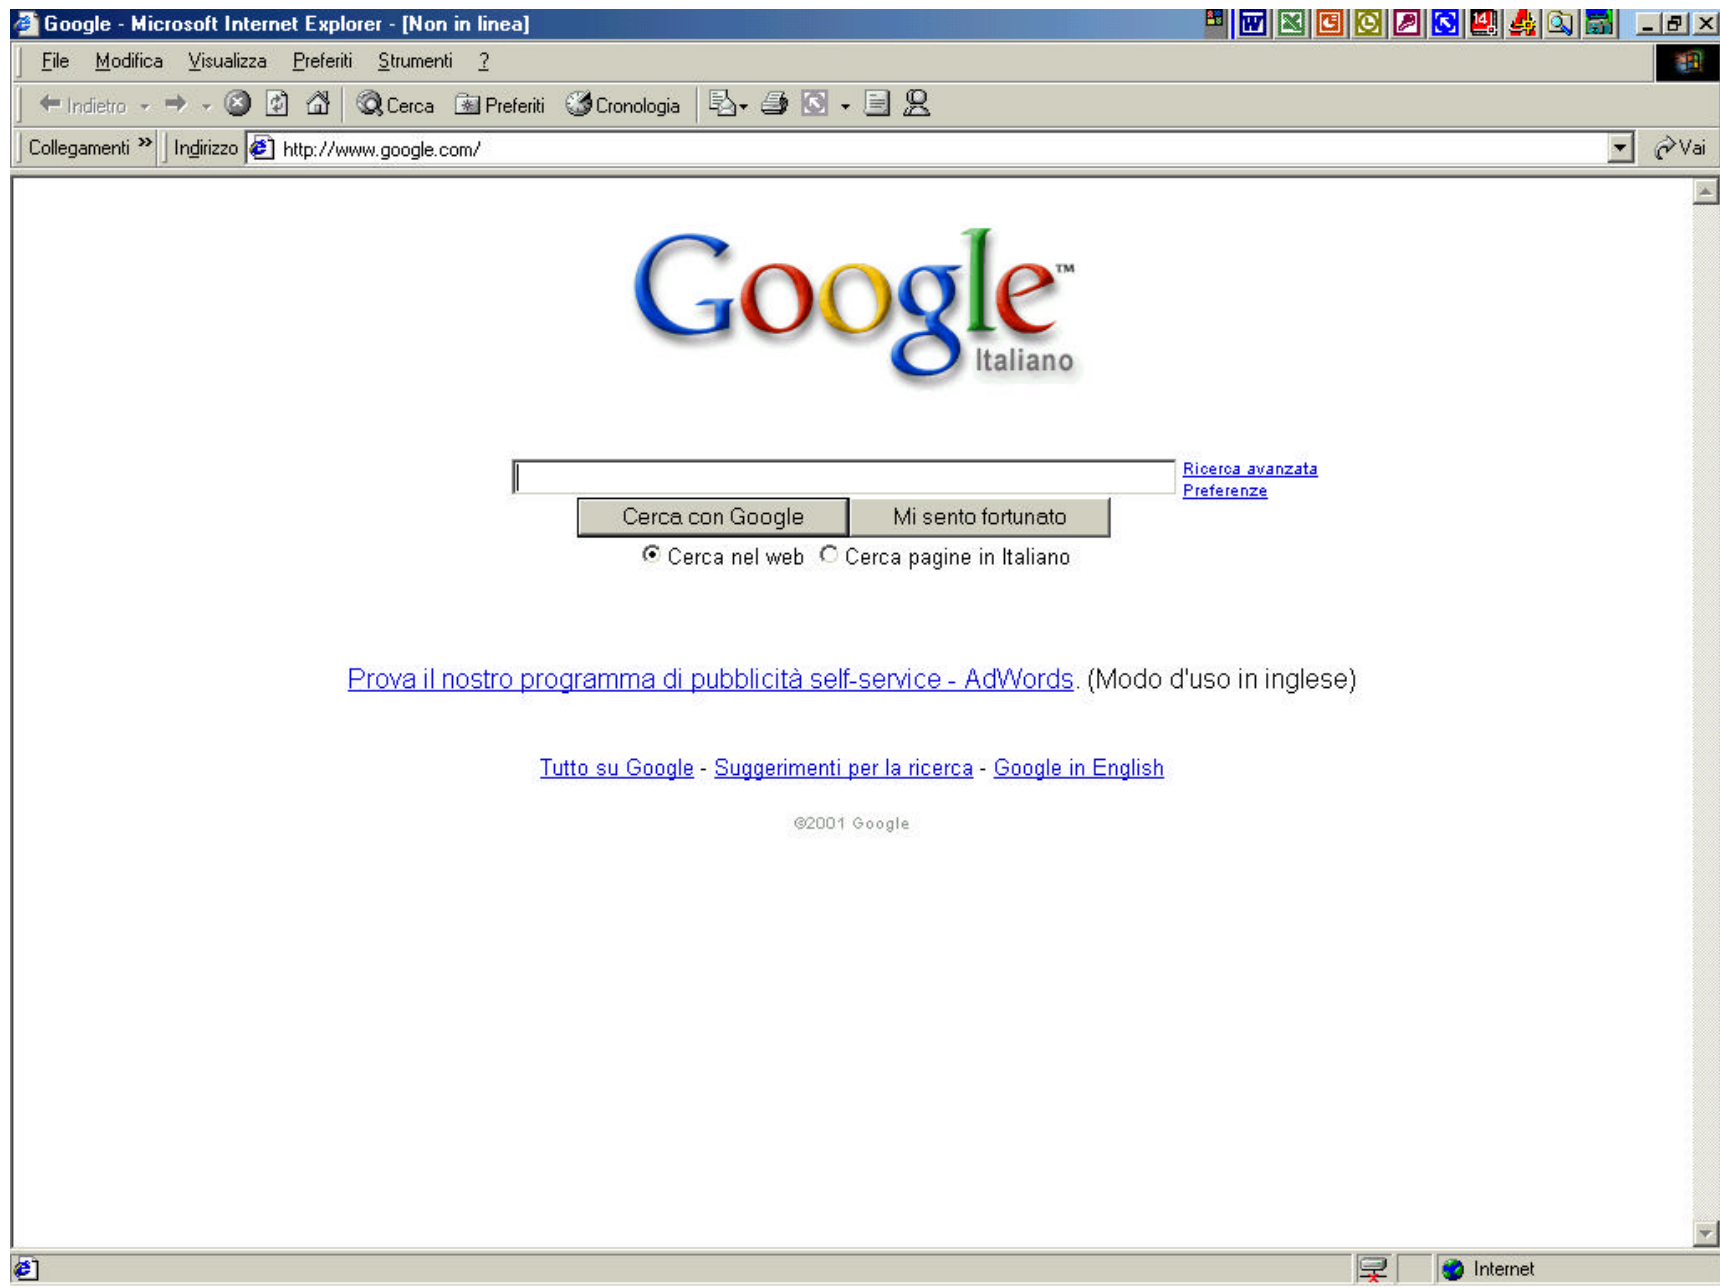 Google - Microsoft Internet Explorer - [Non in linea]
File Modifica Visualizza Preferiti Strumenti ?
Indietro Cerca Preferiti Cronologia
Collegamenti » Indirizzo http://www.google.com/ Vai
Google™
Italiano
Ricerca avanzata
Preferenze
Cerca con Google Mi sento fortunato
Cerca nel web Cerca pagine in Italiano
Prova il nostro programma di pubblicità self-service - AdWords. (Modo d'uso in inglese)
Tutto su Google - Suggerimenti per la ricerca - Google in English
©2001 Google
Internet